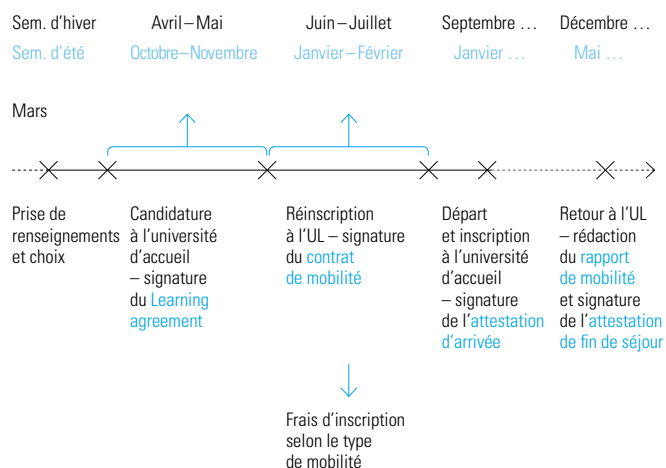 Sem. d’hiver Avril – Mai Juin – Juillet Septembre … Décembre …
Sem. d’été Octobre – Novembre Janvier – Février Janvier … Mai …
Mars
Prise de
renseignements
et choix
Candidature
à l’université
d’accueil
– signature
du Learning
agreement
Réinscription
à l’UL – signature
du contrat
de mobilité
Départ
et inscription
à l’université
d’accueil
– signature
de l’attestation
d’arrivée
Retour à l’UL
– rédaction
du rapport
de mobilité
et signature
de l’attestation
de fin de séjour
Frais d’inscription
selon le type
de mobilité